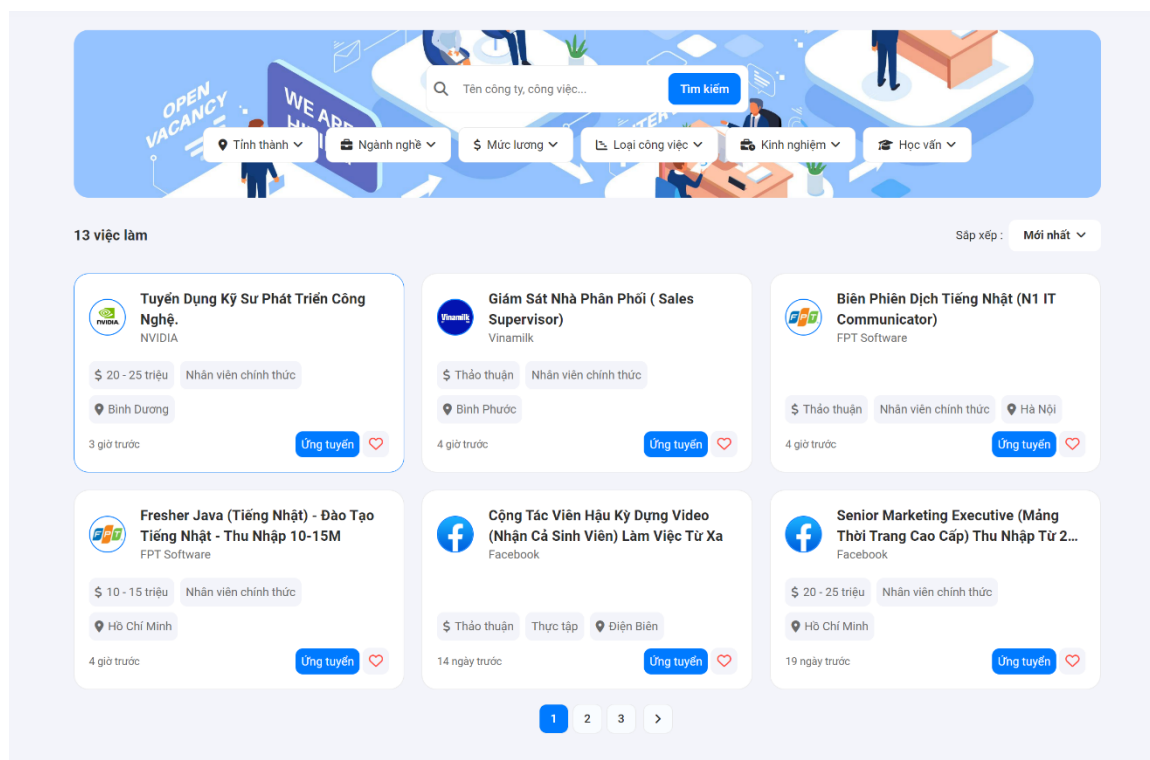 OPEN
VACANCY
WE ARE
Tên công ty, công việc...
Tìm kiếm
Tỉnh thành
Ngành nghề
$ Mức lương
Loại công việc
Kinh nghiệm
Học vấn
13 việc làm
Sắp xếp :
Mới nhất
Tuyển Dụng Kỹ Sư Phát Triển Công
Nghệ.
NVIDIA
NVIDIA
$ 20 - 25 triệu
Nhân viên chính thức
Bình Dương
3 giờ trước
Ứng tuyển
Giám Sát Nhà Phân Phối ( Sales
Supervisor)
Vinamilk
Vinamilk
$ Thỏa thuận
Nhân viên chính thức
Bình Phước
4 giờ trước
Ứng tuyển
Biên Phiên Dịch Tiếng Nhật (N1 IT
Communicator)
FPT
FPT Software
$ Thỏa thuận
Nhân viên chính thức
Hà Nội
4 giờ trước
Ứng tuyển
Fresher Java (Tiếng Nhật) - Đào Tạo
Tiếng Nhật - Thu Nhập 10-15M
FPT
FPT Software
$ 10 - 15 triệu
Nhân viên chính thức
Hồ Chí Minh
4 giờ trước
Ứng tuyển
Cộng Tác Viên Hậu Kỳ Dựng Video
(Nhận Cả Sinh Viên) Làm Việc Từ Xa
f
Facebook
$ Thỏa thuận
Thực tập
Điện Biên
14 ngày trước
Ứng tuyển
Senior Marketing Executive (Mảng
Thời Trang Cao Cấp) Thu Nhập Từ 2...
f
Facebook
$ 20 - 25 triệu
Nhân viên chính thức
Hồ Chí Minh
19 ngày trước
Ứng tuyển
1 2 3